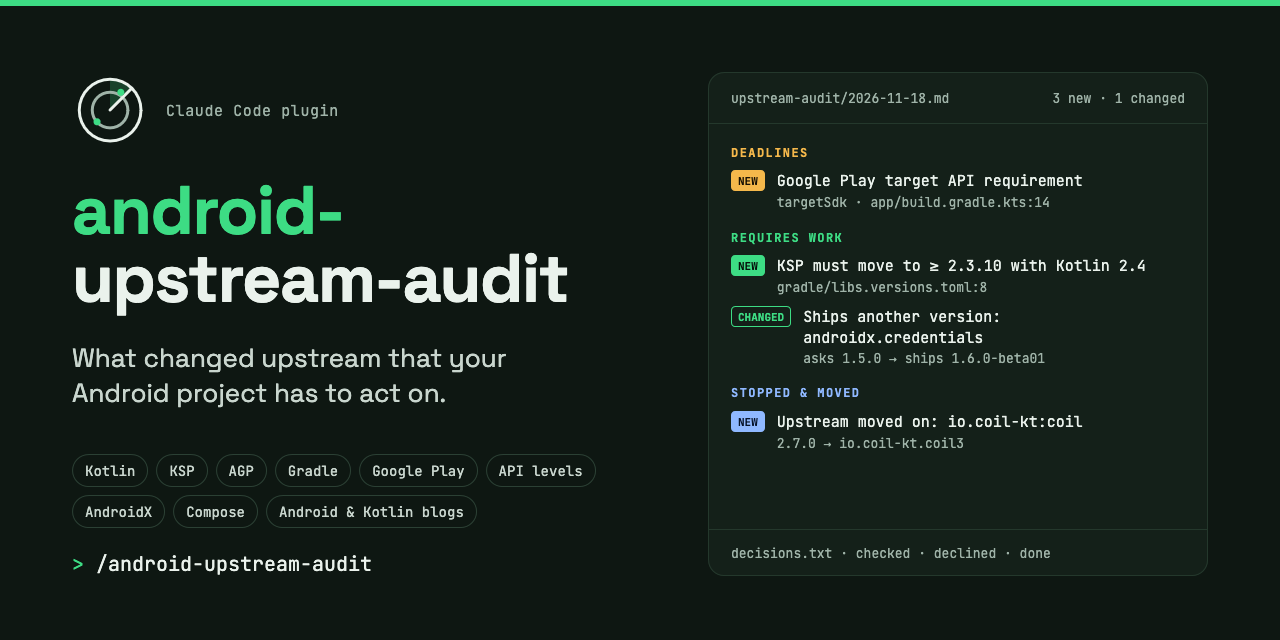 Claude Code plugin
android-
upstream-audit
What changed upstream that your
Android project has to act on.
Kotlin
KSP
AGP
Gradle
Google Play
API levels
AndroidX
Compose
Android & Kotlin blogs
> /android-upstream-audit
upstream-audit/2026-11-18.md
3 new · 1 changed
DEADLINES
NEW Google Play target API requirement
targetSdk · app/build.gradle.kts:14
REQUIRES WORK
NEW KSP must move to ≥ 2.3.10 with Kotlin 2.4
gradle/libs.versions.toml:8
CHANGED Ships another version:
androidx.credentials
asks 1.5.0 → ships 1.6.0-beta01
STOPPED & MOVED
NEW Upstream moved on: io.coil-kt:coil
2.7.0 → io.coil-kt.coil3
decisions.txt · checked · declined · done